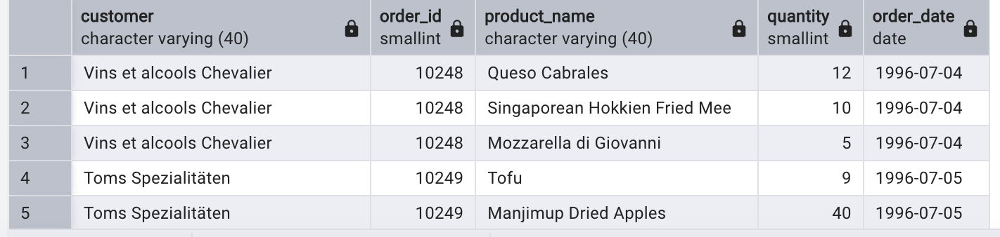 customer order_id product_name quantity order_date
character varying (40) smallint character varying (40) smallint date
1 Vins et alcools Chevalier 10248 Queso Cabrales 12 1996-07-04
2 Vins et alcools Chevalier 10248 Singaporean Hokkien Fried Mee 10 1996-07-04
3 Vins et alcools Chevalier 10248 Mozzarella di Giovanni 5 1996-07-04
4 Toms Spezialitäten 10249 Tofu 9 1996-07-05
5 Toms Spezialitäten 10249 Manjimup Dried Apples 40 1996-07-05